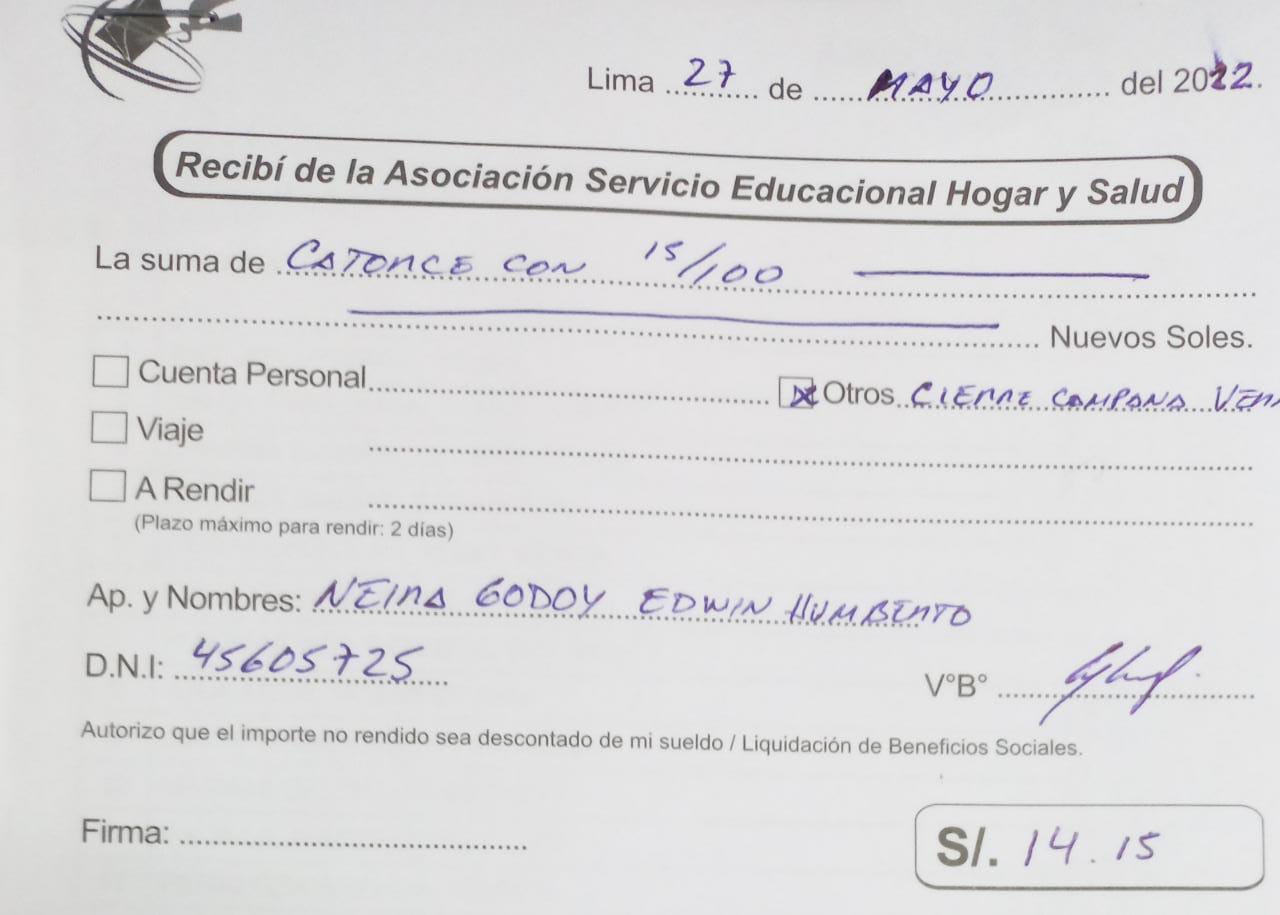 Lima 27 de MAYO del 2022.
Recibí de la Asociación Servicio Educacional Hogar y Salud
La suma de CATORCE CON 15/100
Nuevos Soles.
Cuenta Personal Otros CIERRE CAMPAÑA
Viaje
A Rendir
(Plazo máximo para rendir: 2 días)
Ap. y Nombres: NEIRA GODOY EDWIN HUMBERTO
D.N.I: 45605725 V°B°
Autorizo que el importe no rendido sea descontado de mi sueldo / Liquidación de Beneficios Sociales.
Firma:
S/. 14.15